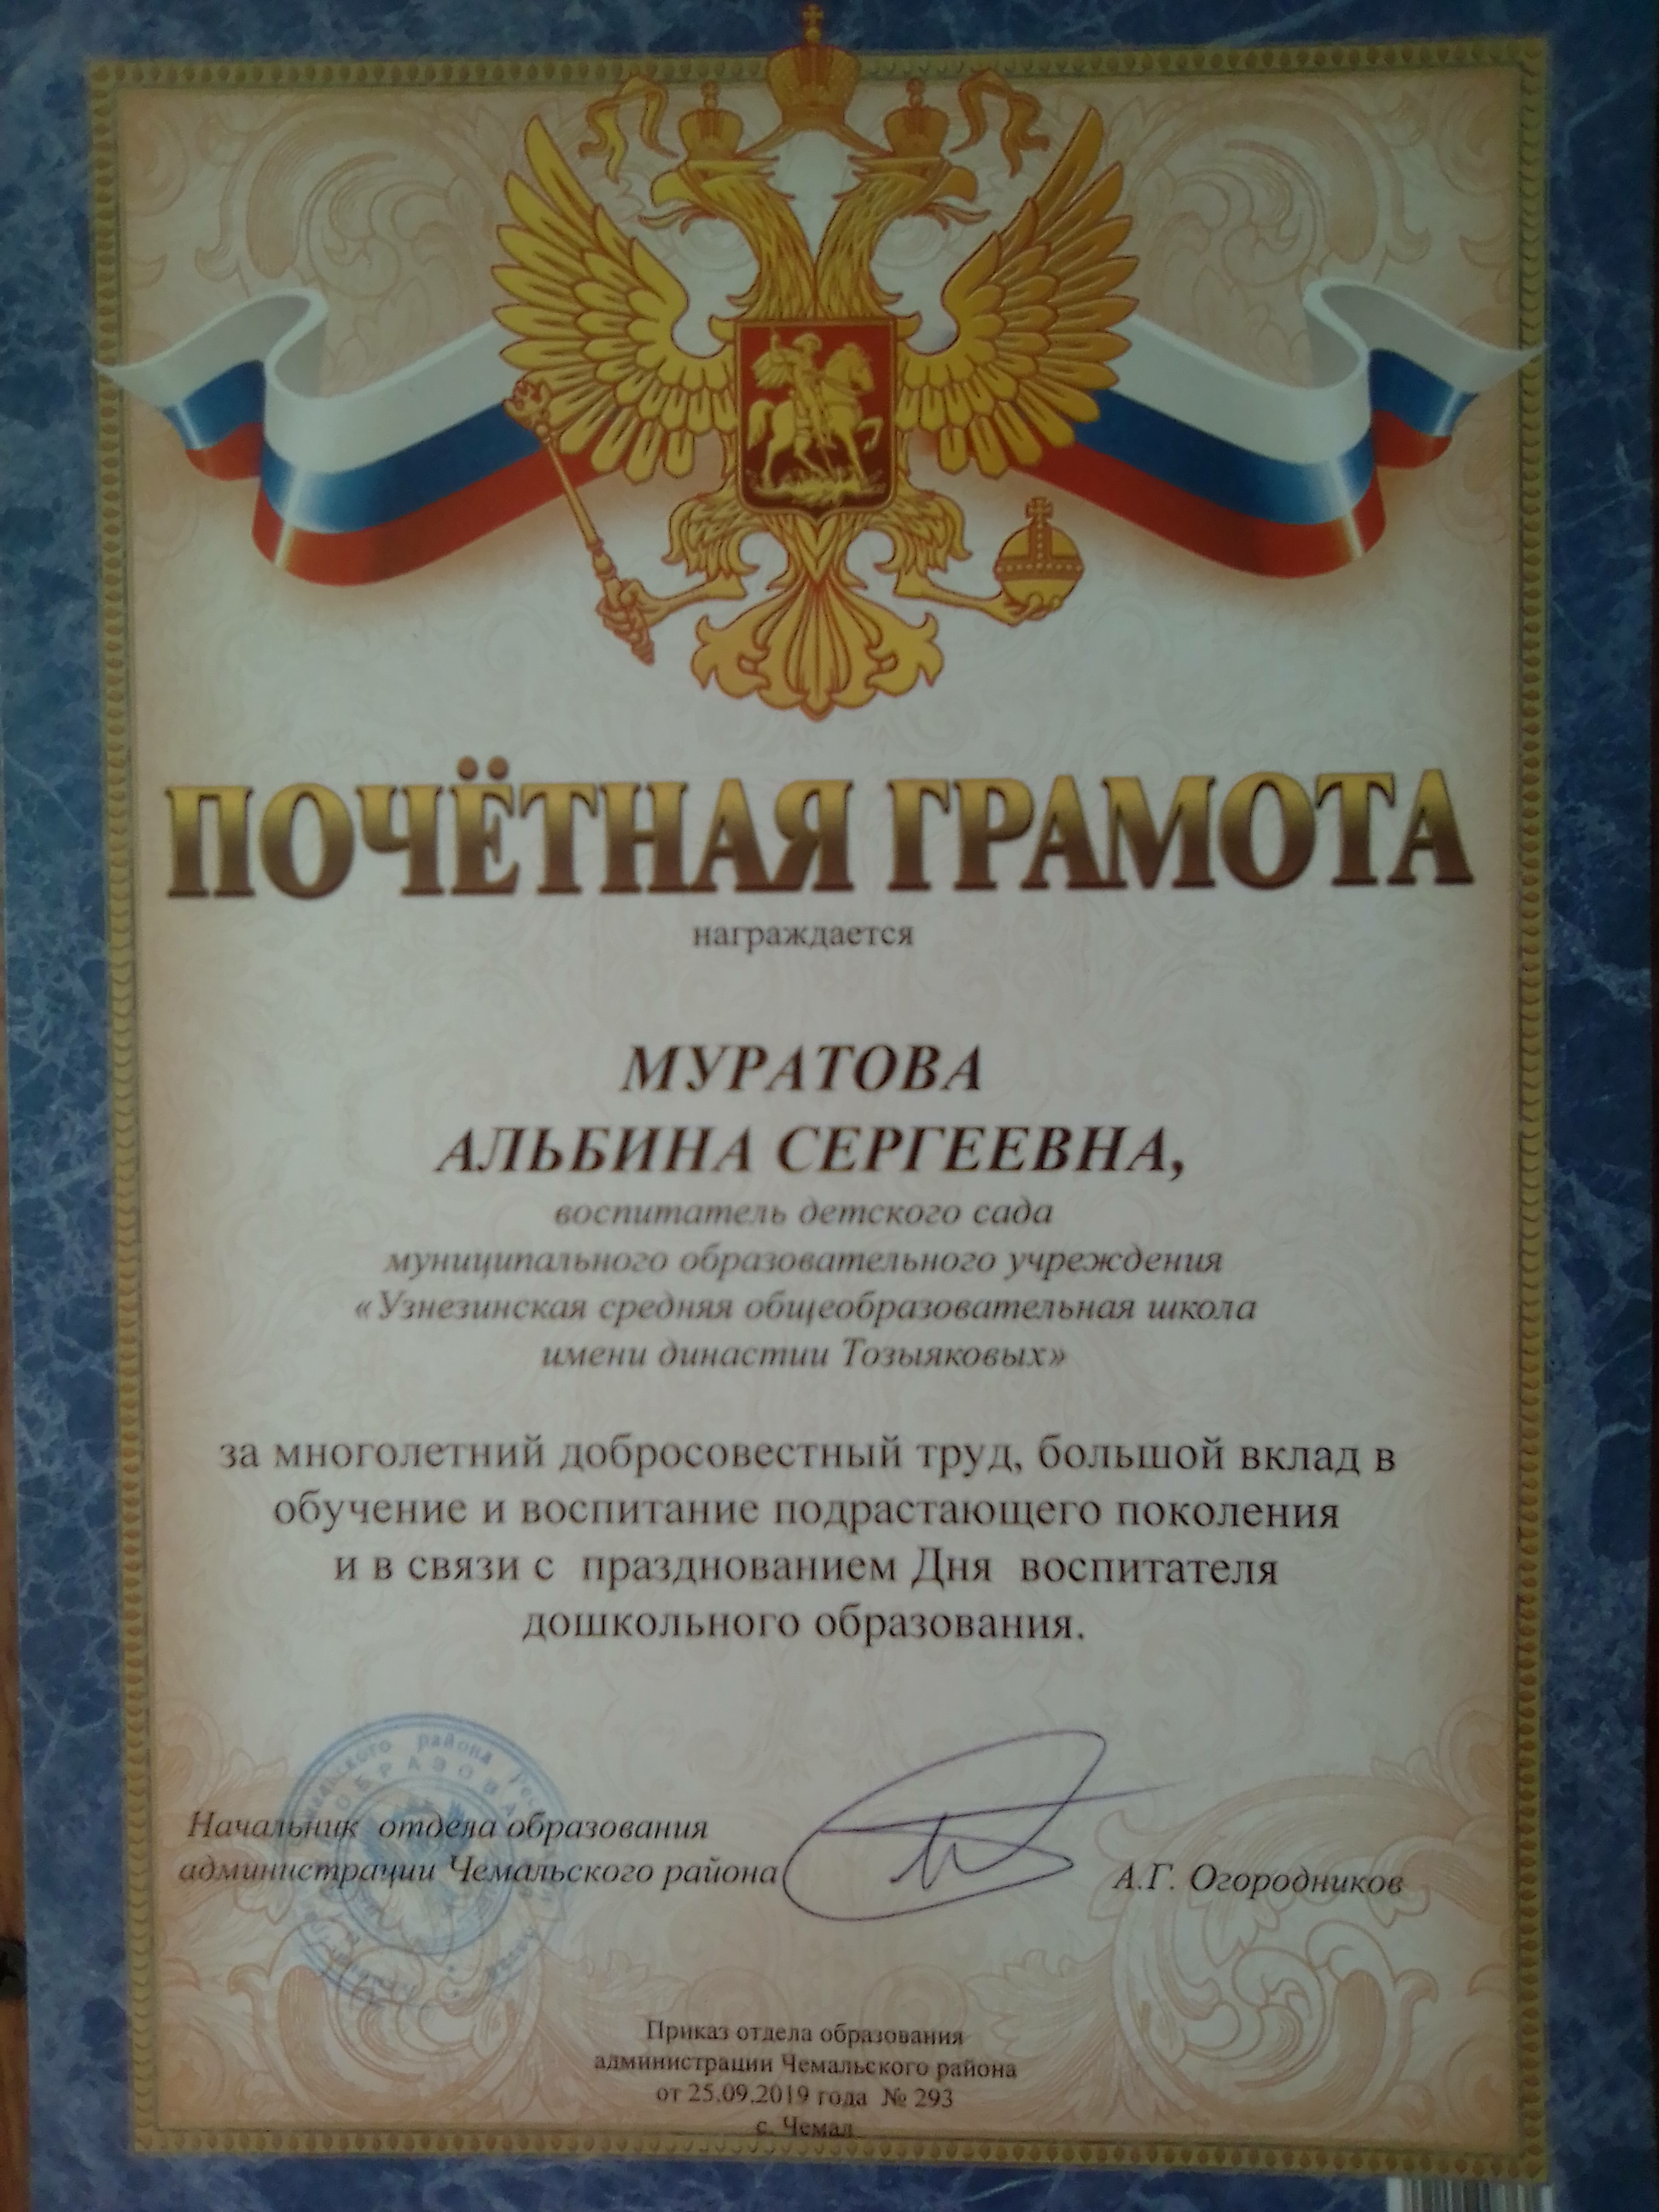 ПОЧЁТНАЯ ГРАМОТА
награждается
МУРАТОВА
АЛЬБИНА СЕРГЕЕВНА,
воспитатель детского сада
муниципального образовательного учреждения
«Узнезинская средняя общеобразовательная школа
имени династии Тозыяковых»
за многолетний добросовестный труд, большой вклад в
обучение и воспитание подрастающего поколения
и в связи с праздднованием Дня воспитателя
дошкольного образования.
района
Начальник отдела образования
администрации Чемальского района
А.Г. Огородников
Приказ отдела образования
администрации Чемальского района
от 25.09.2019 года № 293
с. Чемал